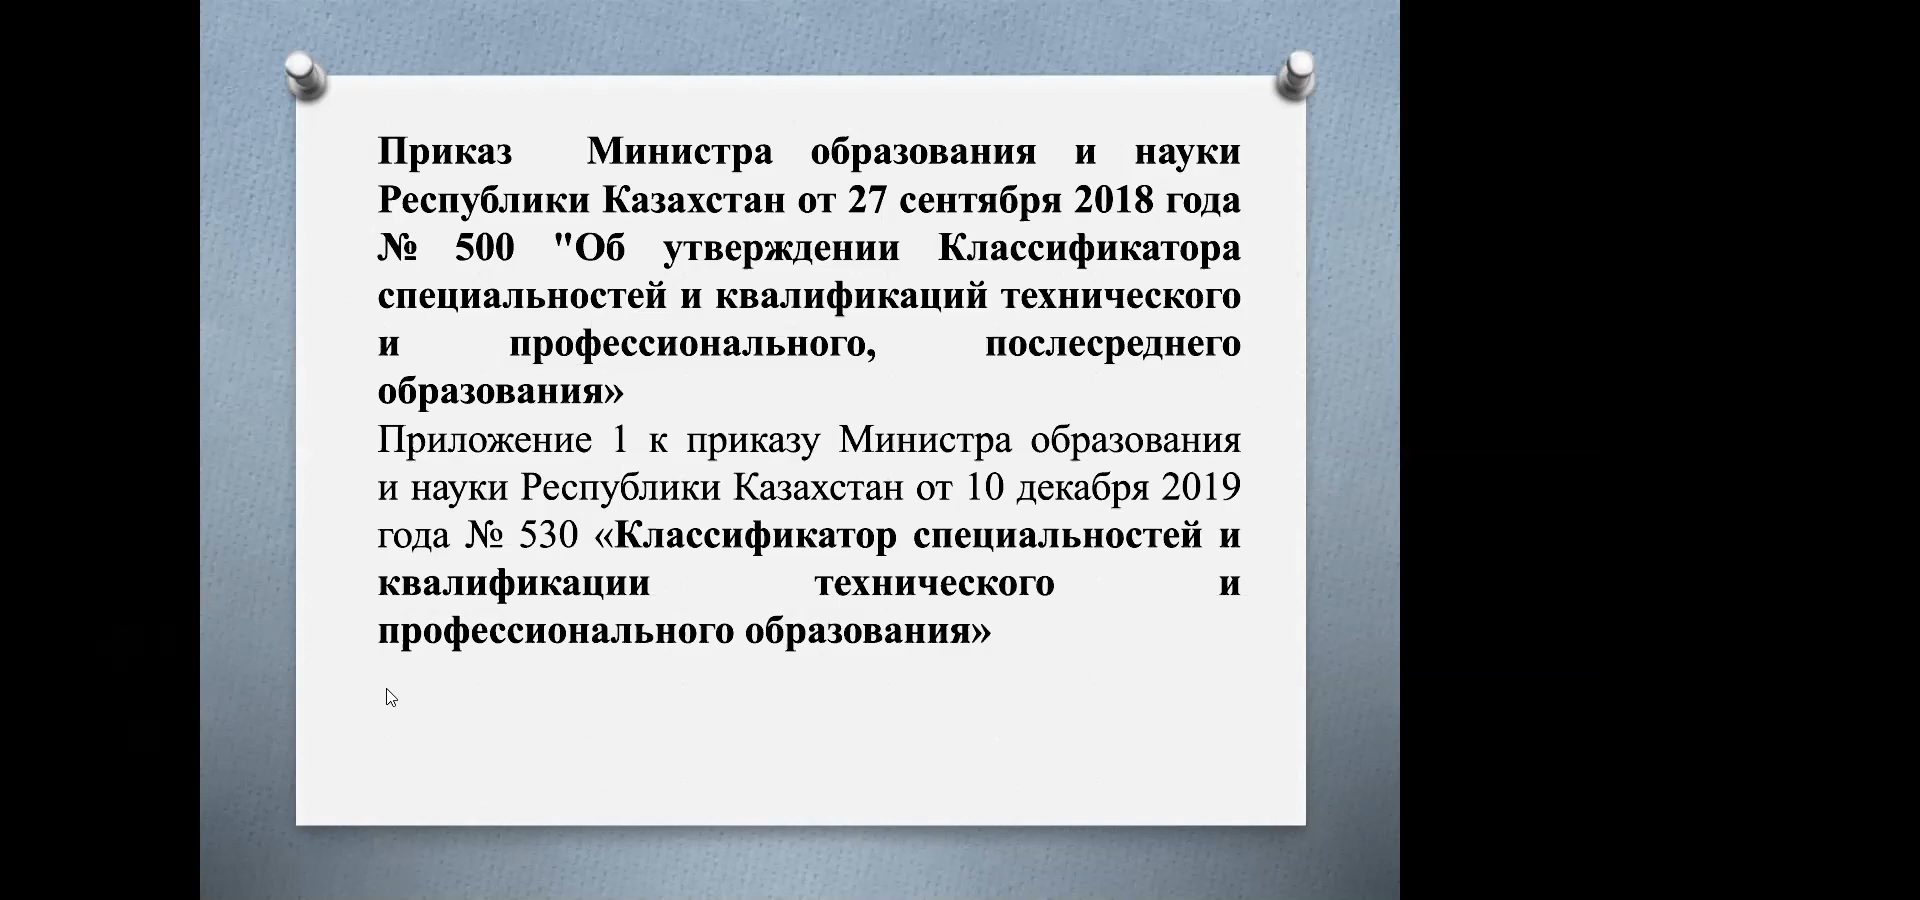 Приказ Министра образования и науки
Республики Казахстан от 27 сентября 2018 года
№ 500 "Об утверждении Классификатора
специальностей и квалификаций технического
и профессионального, послесреднего
образования»
Приложение 1 к приказу Министра образования
и науки Республики Казахстан от 10 декабря 2019
года № 530 «Классификатор специальностей и
квалификации технического и
профессионального образования»